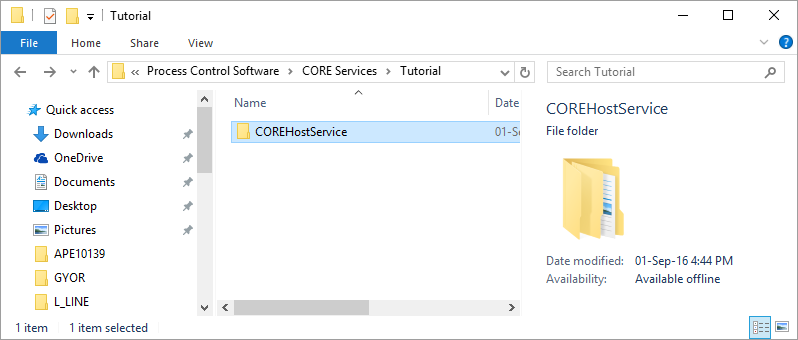 Tutorial
File Home Share View
« Process Control Software > CORE Services > Tutorial
Search Tutorial
Quick access
Downloads
OneDrive
Documents
Desktop
Pictures
APE10139
GYOR
L_LINE
Name Date
COREHostService 01-Se
COREHostService
File folder
Date modified: 01-Sep-16 4:44 PM
Availability: Available offline
1 item 1 item selected